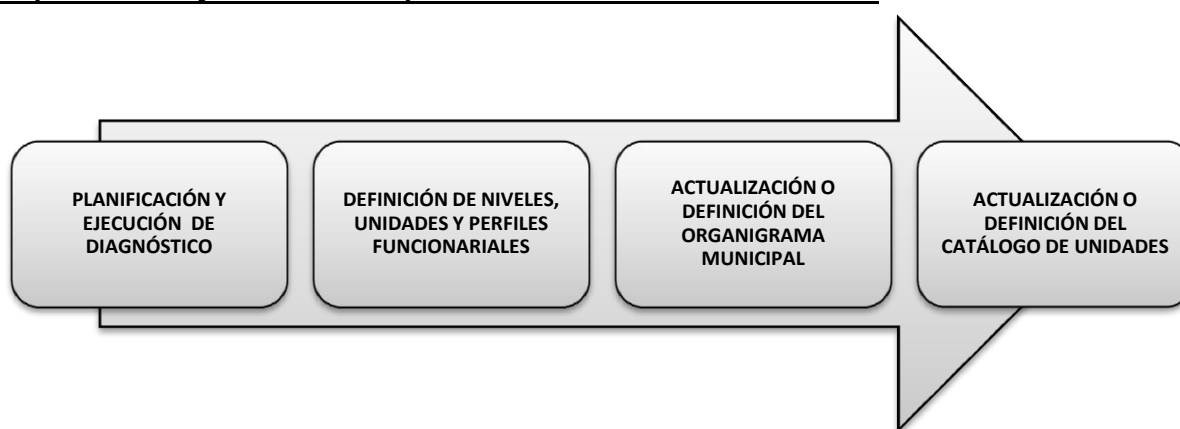 PLANIFICACIÓN Y
EJECUCIÓN DE
DIAGNÓSTICO
DEFINICIÓN DE NIVELES,
UNIDADES Y PERFILES
FUNCIONARIALES
ACTUALIZACIÓN O
DEFINICIÓN DEL
ORGANIGRAMA
MUNICIPAL
ACTUALIZACIÓN O
DEFINICIÓN DEL
CATÁLOGO DE UNIDADES